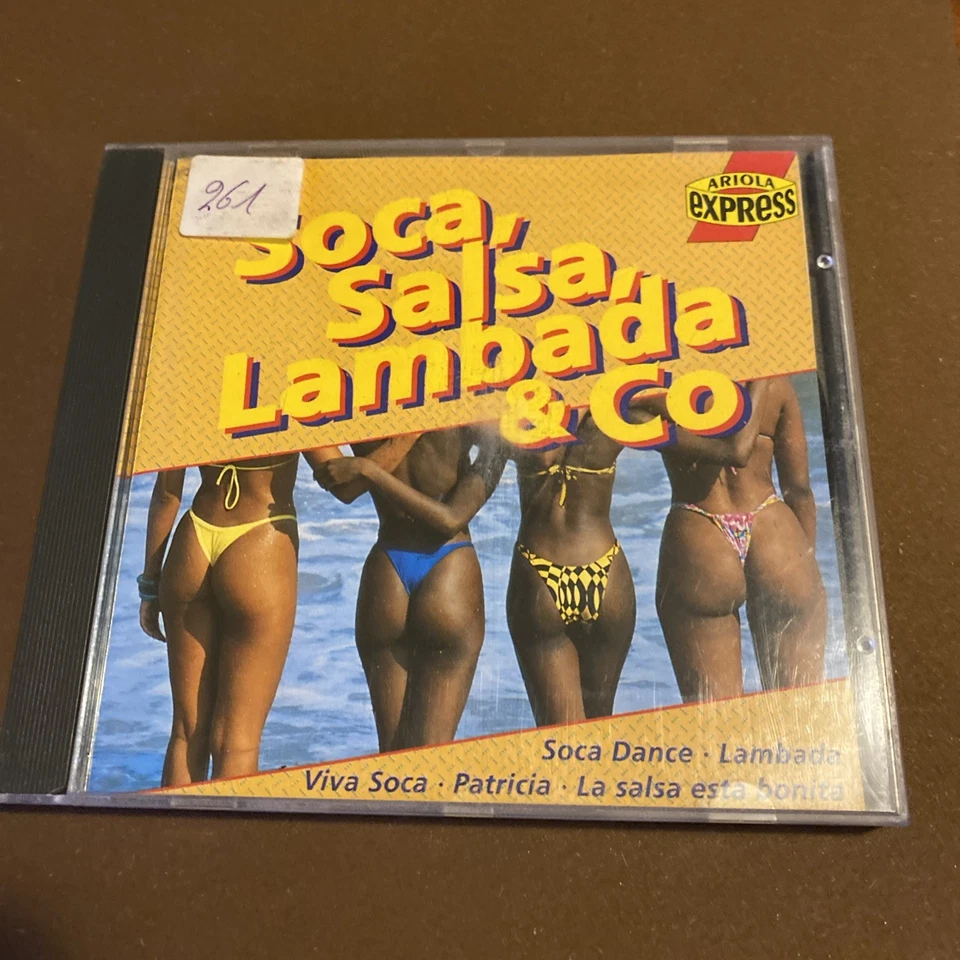 261
ARIOLA
eXPReSS
Soca,
Salsa,
Lambada
& Co
Soca Dance · Lambada
Viva Soca · Patricia · La salsa esta bonita